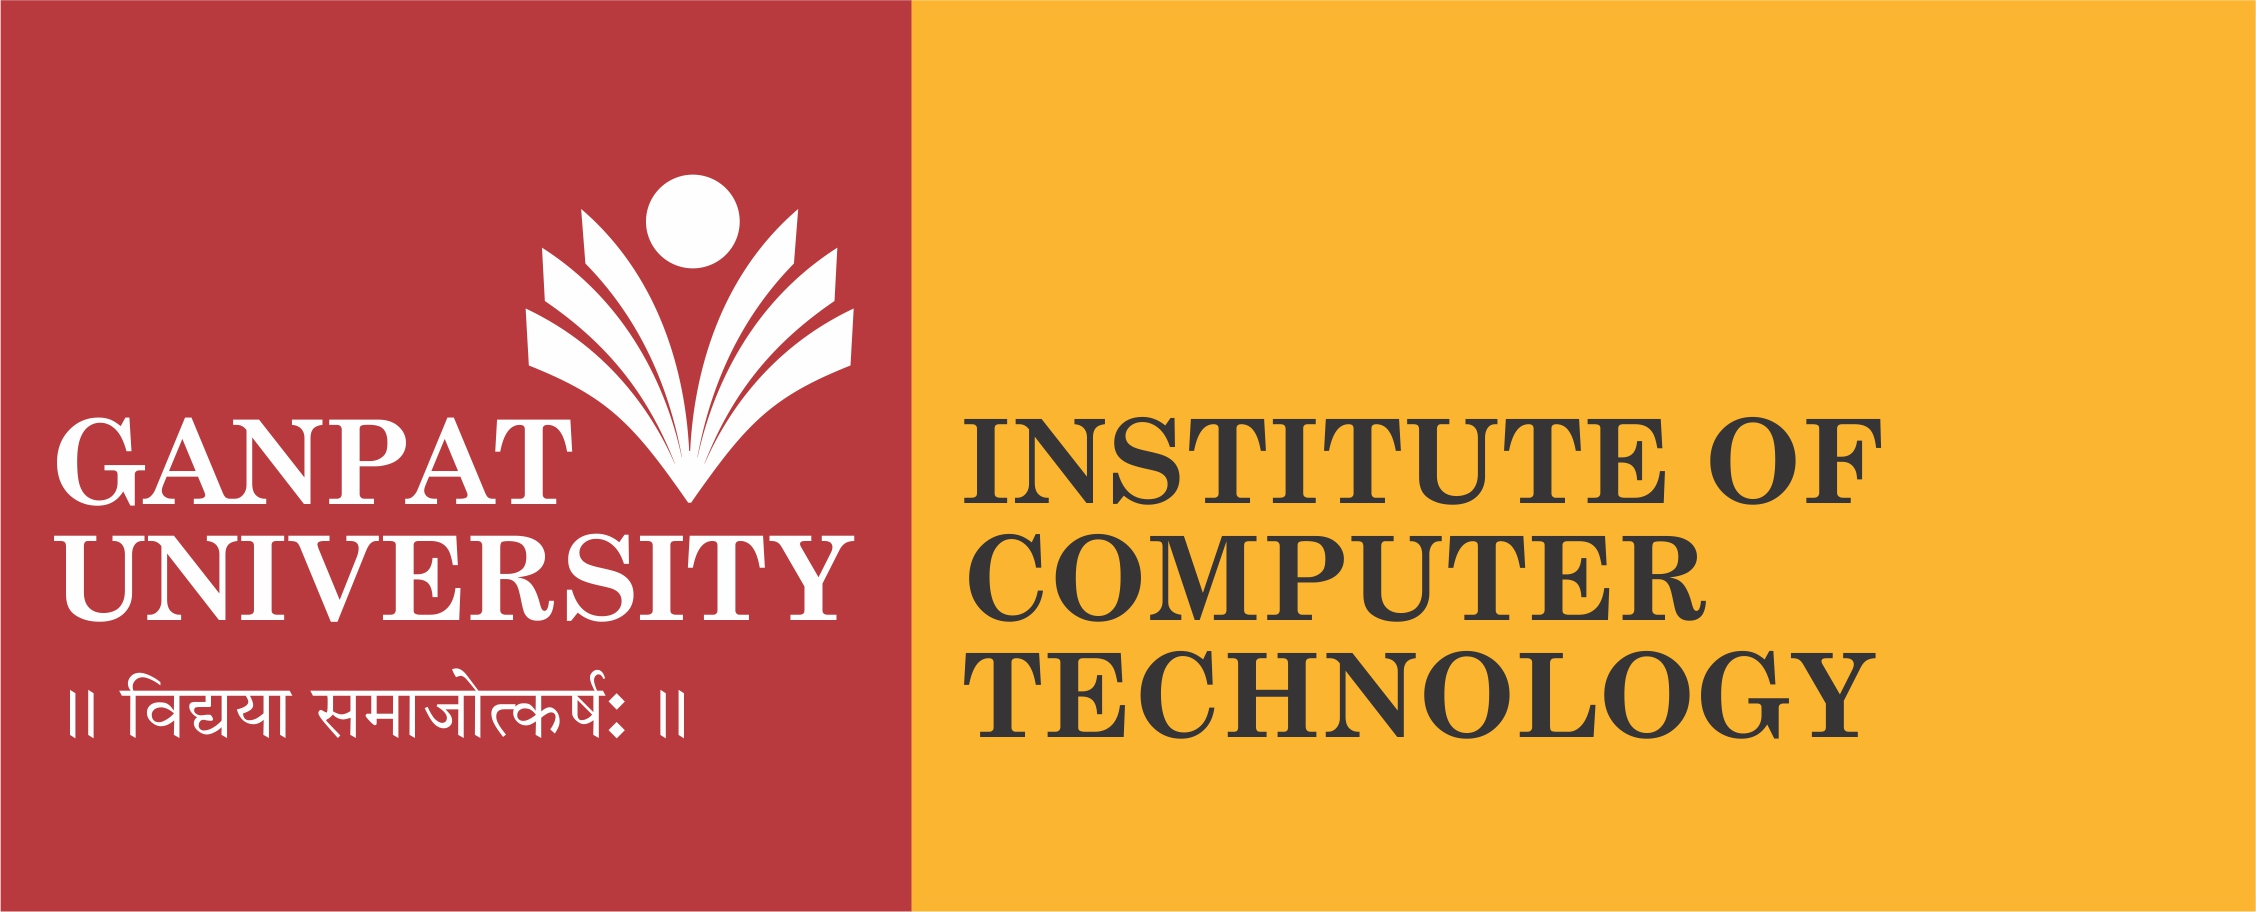 GANPAT
UNIVERSITY
॥ विद्यया समाजोत्कर्षः ॥
INSTITUTE OF
COMPUTER
TECHNOLOGY